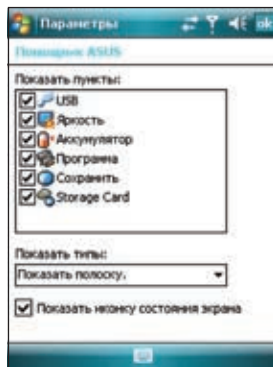 Параметры ok
Помощник ASUS
Показать пункты:
USB
Яркость
Аккумулятор
Программа
Сохранить
Storage Card
Показать типы:
Показать полоску.
Показать иконку состояния экрана